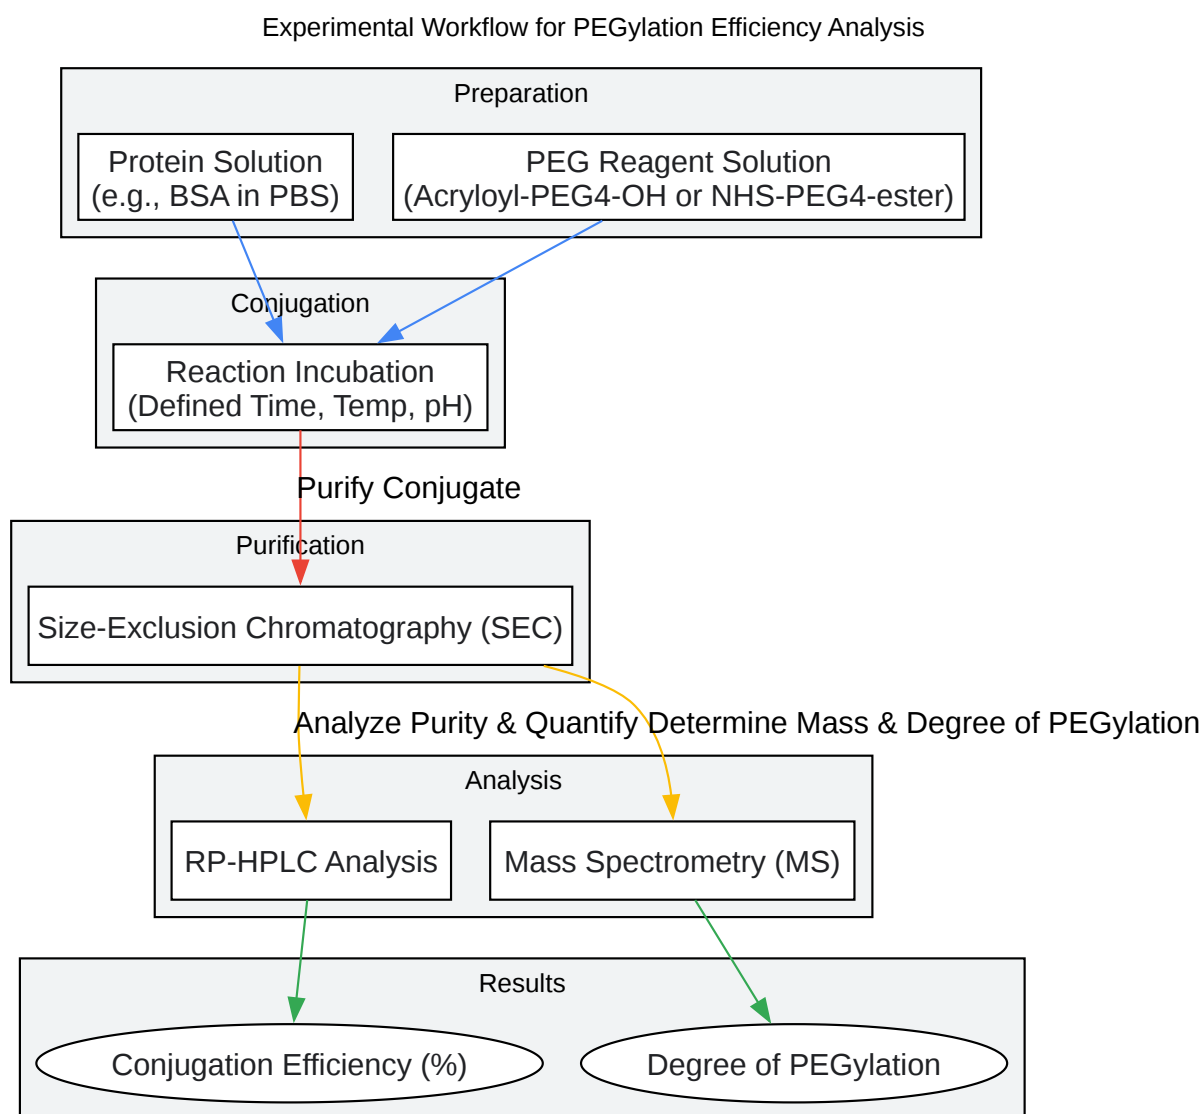 Experimental Workflow for PEGylation Efficiency Analysis
Preparation
Protein Solution
(e.g., BSA in PBS)
PEG Reagent Solution
(Acryloyl-PEG4-OH or NHS-PEG4-ester)
Conjugation
Reaction Incubation
(Defined Time, Temp, pH)
Purify Conjugate
Purification
Size-Exclusion Chromatography (SEC)
Analyze Purity & Quantify
Determine Mass & Degree of PEGylation
Analysis
RP-HPLC Analysis
Mass Spectrometry (MS)
Results
Conjugation Efficiency (%)
Degree of PEGylation